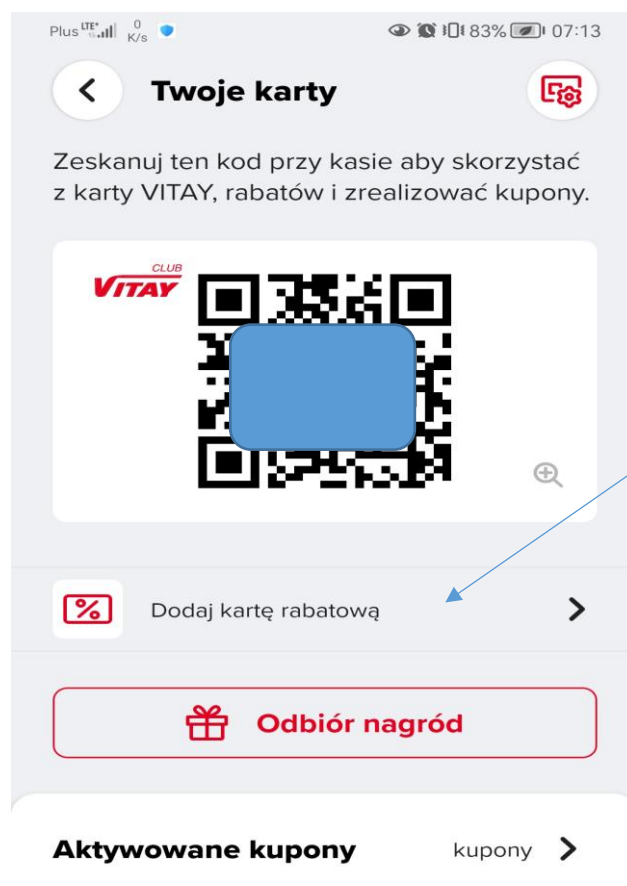 Plus LTE+ 0 K/s 83% 07:13
Twoje karty
Zeskanuj ten kod przy kasie aby skorzystać
z karty VITAY, rabatów i zrealizować kupony.
CLUB
VITAY
% Dodaj kartę rabatową
Odbiór nagród
Aktywowane kupony kupony